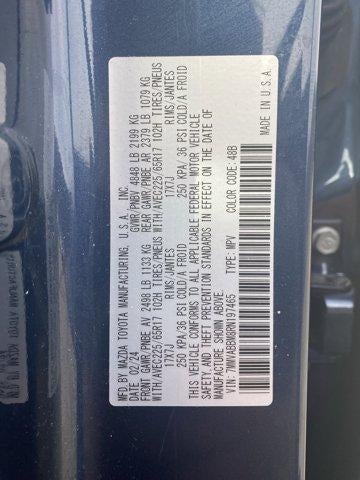 MFD. BY MAZDA TOYOTA MANUFACTURING, U.S.A. INC.
02/24 GVWR/PNBV 4848 LB 2199 KG
FRONT GAWR/PNBE AV 2498 LB 1133 KG REAR GAWR/PNBE AR 2379 LB 1079 KG
WITH/AVEC225/65R17 102H TIRES/PNEUS WITH/AVEC225/65R17 102H TIRES/PNEUS
17X7J RIMS/JANTES 17X7J RIMS/JANTES
250 KPA/36 PSI COLD/A FROID 250 KPA/36 PSI COLD/A FROID
THIS VEHICLE CONFORMS TO ALL APPLICABLE FEDERAL MOTOR VEHICLE
SAFETY, AND THEFT PREVENTION STANDARDS IN EFFECT ON THE DATE OF
MANUFACTURE SHOWN ABOVE.
VIN: 7MMVABBM8RN197465 TYPE: MPV COLOR CODE: 48B
MADE IN U.S.A.